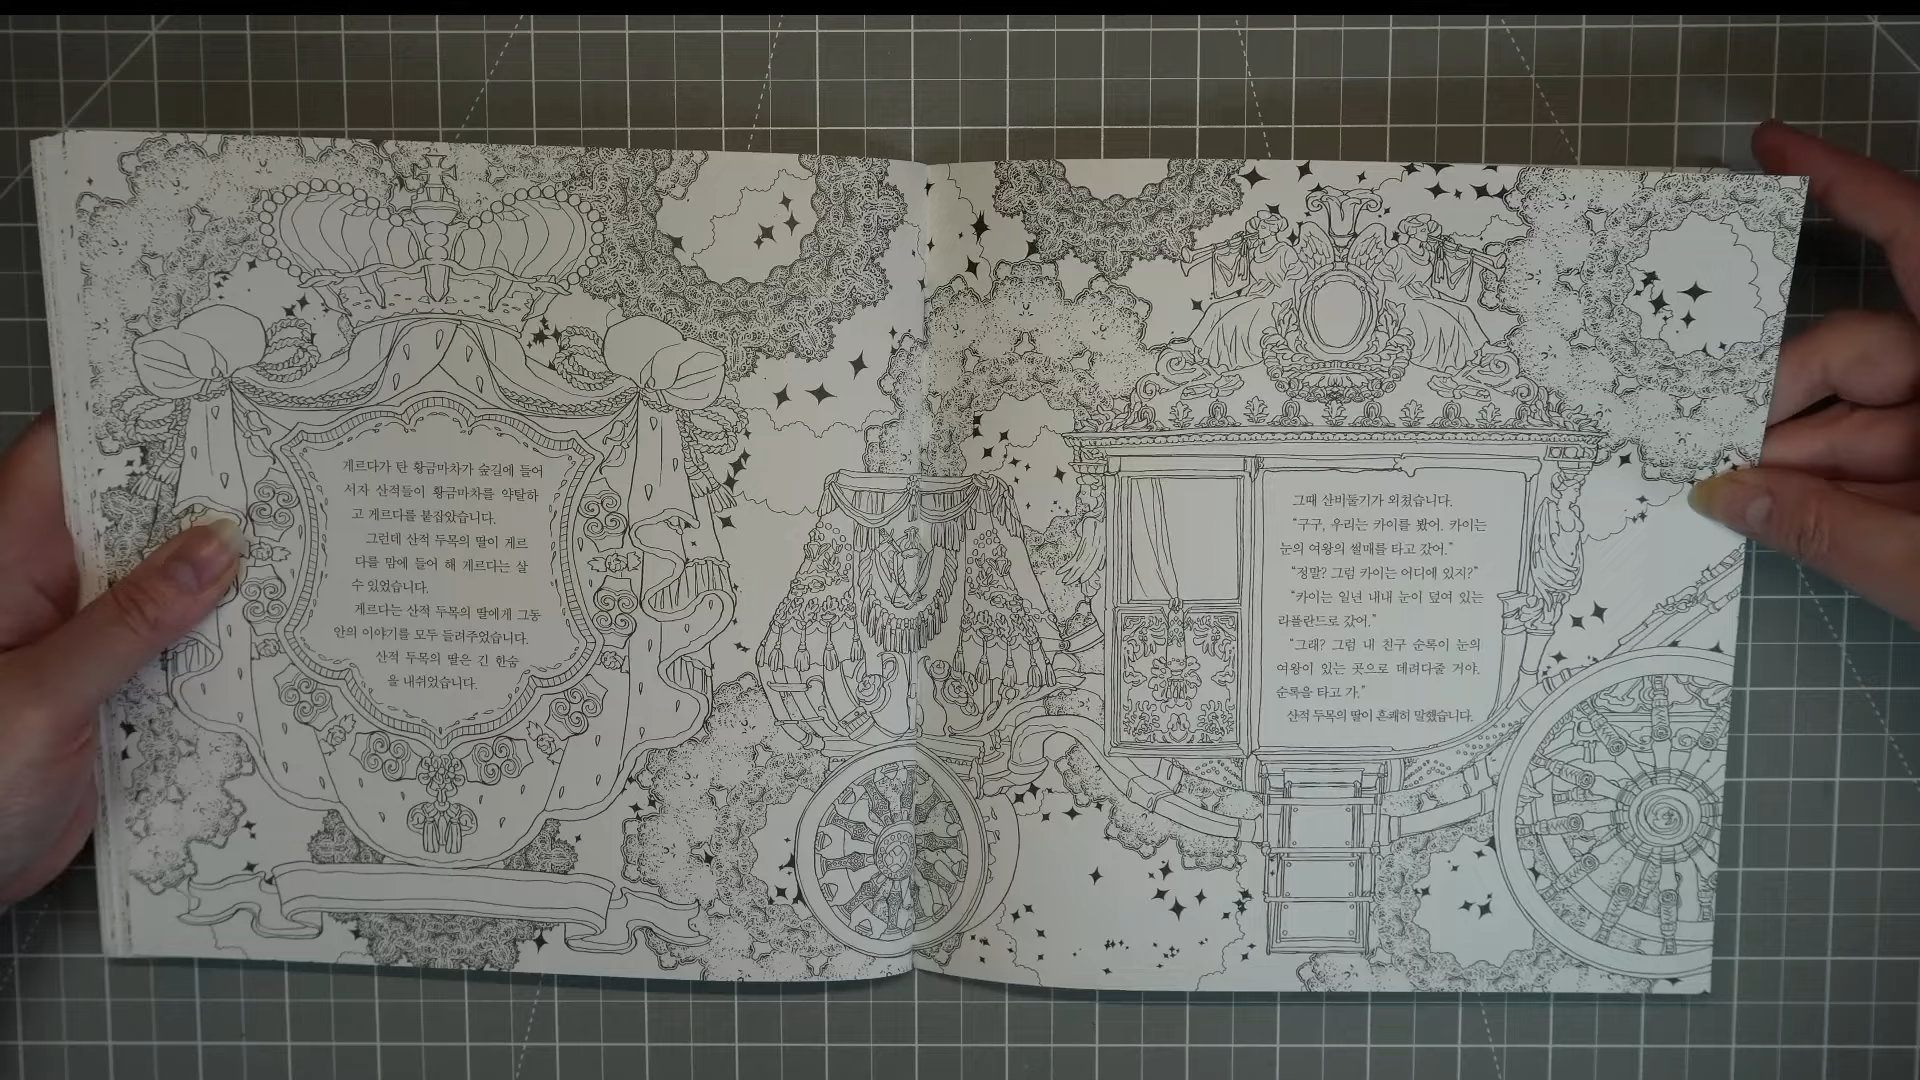 게르다가 탄 황금마차가 숲길에 들어
서자 산적들이 황금마차를 약탈하
고 게르다를 붙잡았습니다.
그런데 산적 두목의 딸이 게르
다를 맘에 들어 해 게르다는 살
수 있었습니다.
게르다는 산적 두목의 딸에게 그동
안의 이야기를 모두 들려주었습니다.
산적 두목의 딸은 긴 한숨
을 내쉬었습니다.
그때 산비둘기가 외쳤습니다.
“구구, 우리는 카이를 봤어. 카이는
눈의 여왕의 썰매를 타고 갔어.”
“정말? 그럼 카이는 어디에 있지?”
“카이는 일년 내내 눈이 덮여 있는
라플란드로 갔어.”
“그래? 그럼 내 친구 순록이 눈의
여왕이 있는 곳으로 데려다줄 거야.
순록을 타고 가.”
산적 두목의 딸이 흔쾌히 말했습니다.